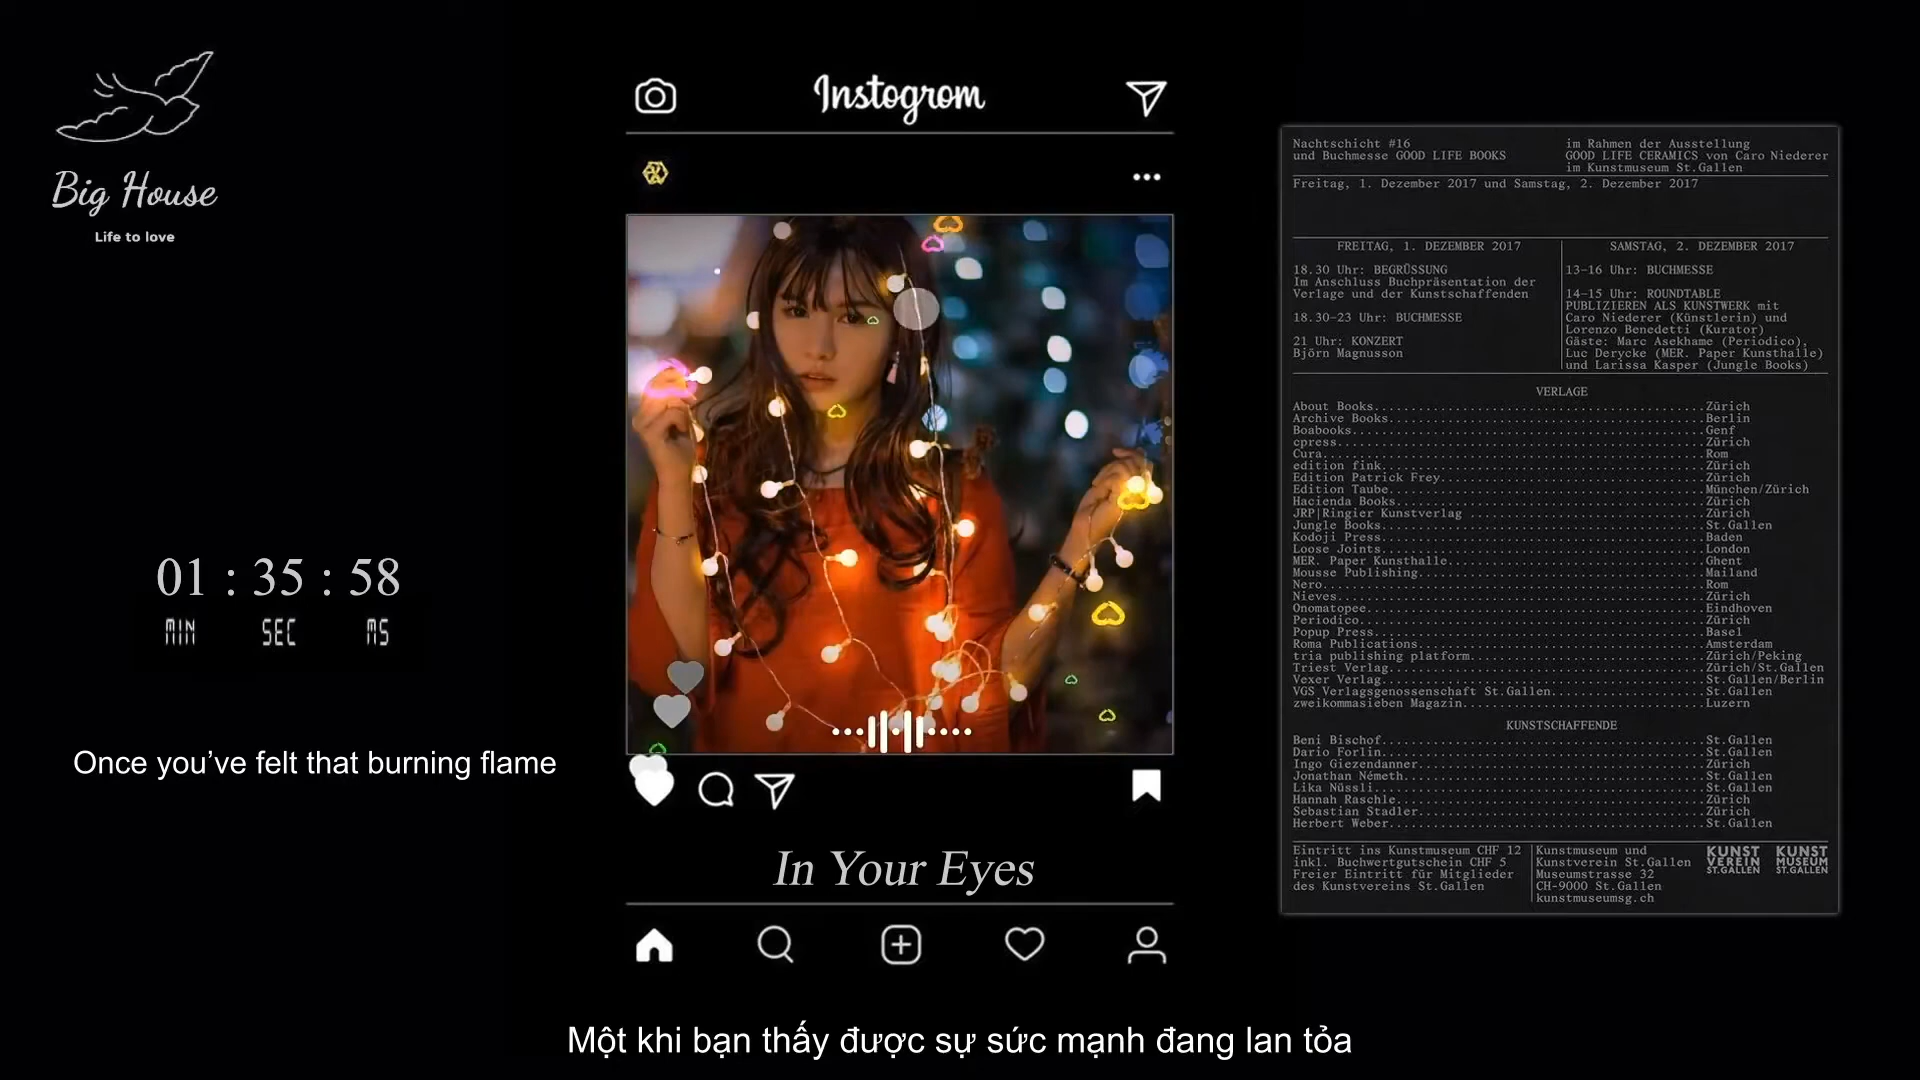 Big House
Life to love
01 : 35 : 58
MIN SEC MS
Once you’ve felt that burning flame
Instogrom
In Your Eyes
Một khi bạn thấy được sự sức mạnh đang lan tỏa
Nachtschicht #16
und Buchmesse GOOD LIFE BOOKS
im Rahmen der Ausstellung
GOOD LIFE CERAMICS von Caro Niederer
im Kunstmuseum St.Gallen
Freitag, 1. Dezember 2017 und Samstag, 2. Dezember 2017
FREITAG, 1. DEZEMBER 2017
18.30 Uhr: BEGRÜSSUNG
Im Anschluss Buchpräsentation der
Verlage und der Kunstschaffenden
18.30-23 Uhr: BUCHMESSE
21 Uhr: KONZERT
Björn Magnusson
SAMSTAG, 2. DEZEMBER 2017
13-16 Uhr: BUCHMESSE
14-15 Uhr: ROUNDTABLE
PUBLIZIEREN ALS KUNSTWERK mit
Caro Niederer (Künstlerin) und
Lorenzo Benedetti (Kurator)
Gäste: Marc Asekhame (Periodico),
Luc Derycke (MER. Paper Kunsthalle)
und Larissa Kasper (Jungle Books)
VERLAGE
About Books Zürich
Archive Books Berlin
Boabooks Genf
cpress Zürich
Cura Rom
edition fink Zürich
Edition Patrick Frey Zürich
Edition Taube München/Zürich
Hacienda Books Zürich
JRP|Ringier Kunstverlag Zürich
Jungle Books St.Gallen
Kodoji Press Baden
Loose Joints London
MER. Paper Kunsthalle Ghent
Mousse Publishing Mailand
Nero Rom
Nieves Zürich
Onomatopee Eindhoven
Periodico Zürich
Popup Press Basel
Roma Publications Amsterdam
tria publishing platform Zürich/Peking
Triest Verlag Zürich/St.Gallen
Vexer Verlag St.Gallen/Berlin
VGS Verlagsgenossenschaft St.Gallen St.Gallen
zweikommasieben Magazin Luzern
KUNSTSCHAFFENDE
Beni Bischof St.Gallen
Dario Forlin St.Gallen
Ingo Giezendanner Zürich
Jonathan Németh St.Gallen
Lika Nüssli St.Gallen
Hannah Raschle Zürich
Sebastian Stadler Zürich
Herbert Weber St.Gallen
Eintritt ins Kunstmuseum CHF 12
inkl. Buchwertgutschein CHF 5
Freier Eintritt für Mitglieder
des Kunstvereins St.Gallen
Kunstmuseum und
Kunstverein St.Gallen
Museumstrasse 32
CH-9000 St.Gallen
kunstmuseumsg.ch
KUNST
VEREIN
ST.GALLEN
KUNST
MUSEUM
ST.GALLEN